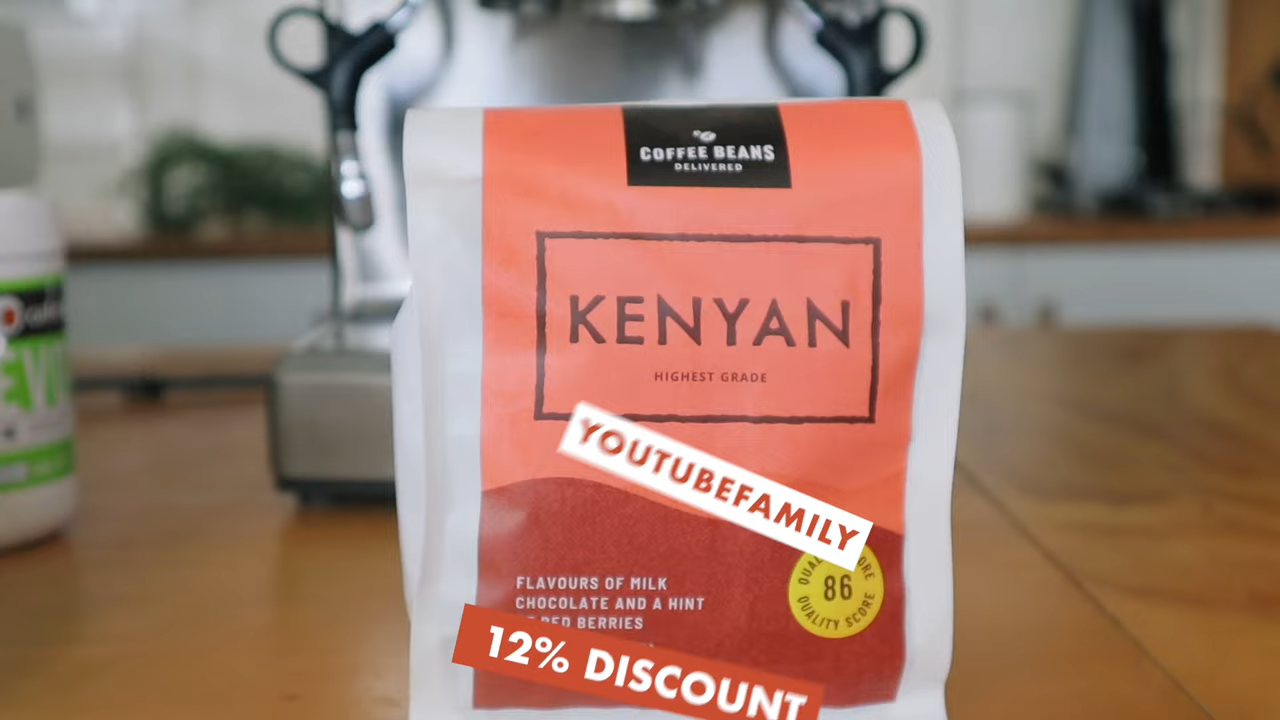 COFFEE BEANS
DELIVERED
KENYAN
HIGHEST GRADE
YOUTUBEFAMILY
FLAVOURS OF MILK
CHOCOLATE AND A HINT
RED BERRIES
86
QUALITY SCORE
12% DISCOUNT